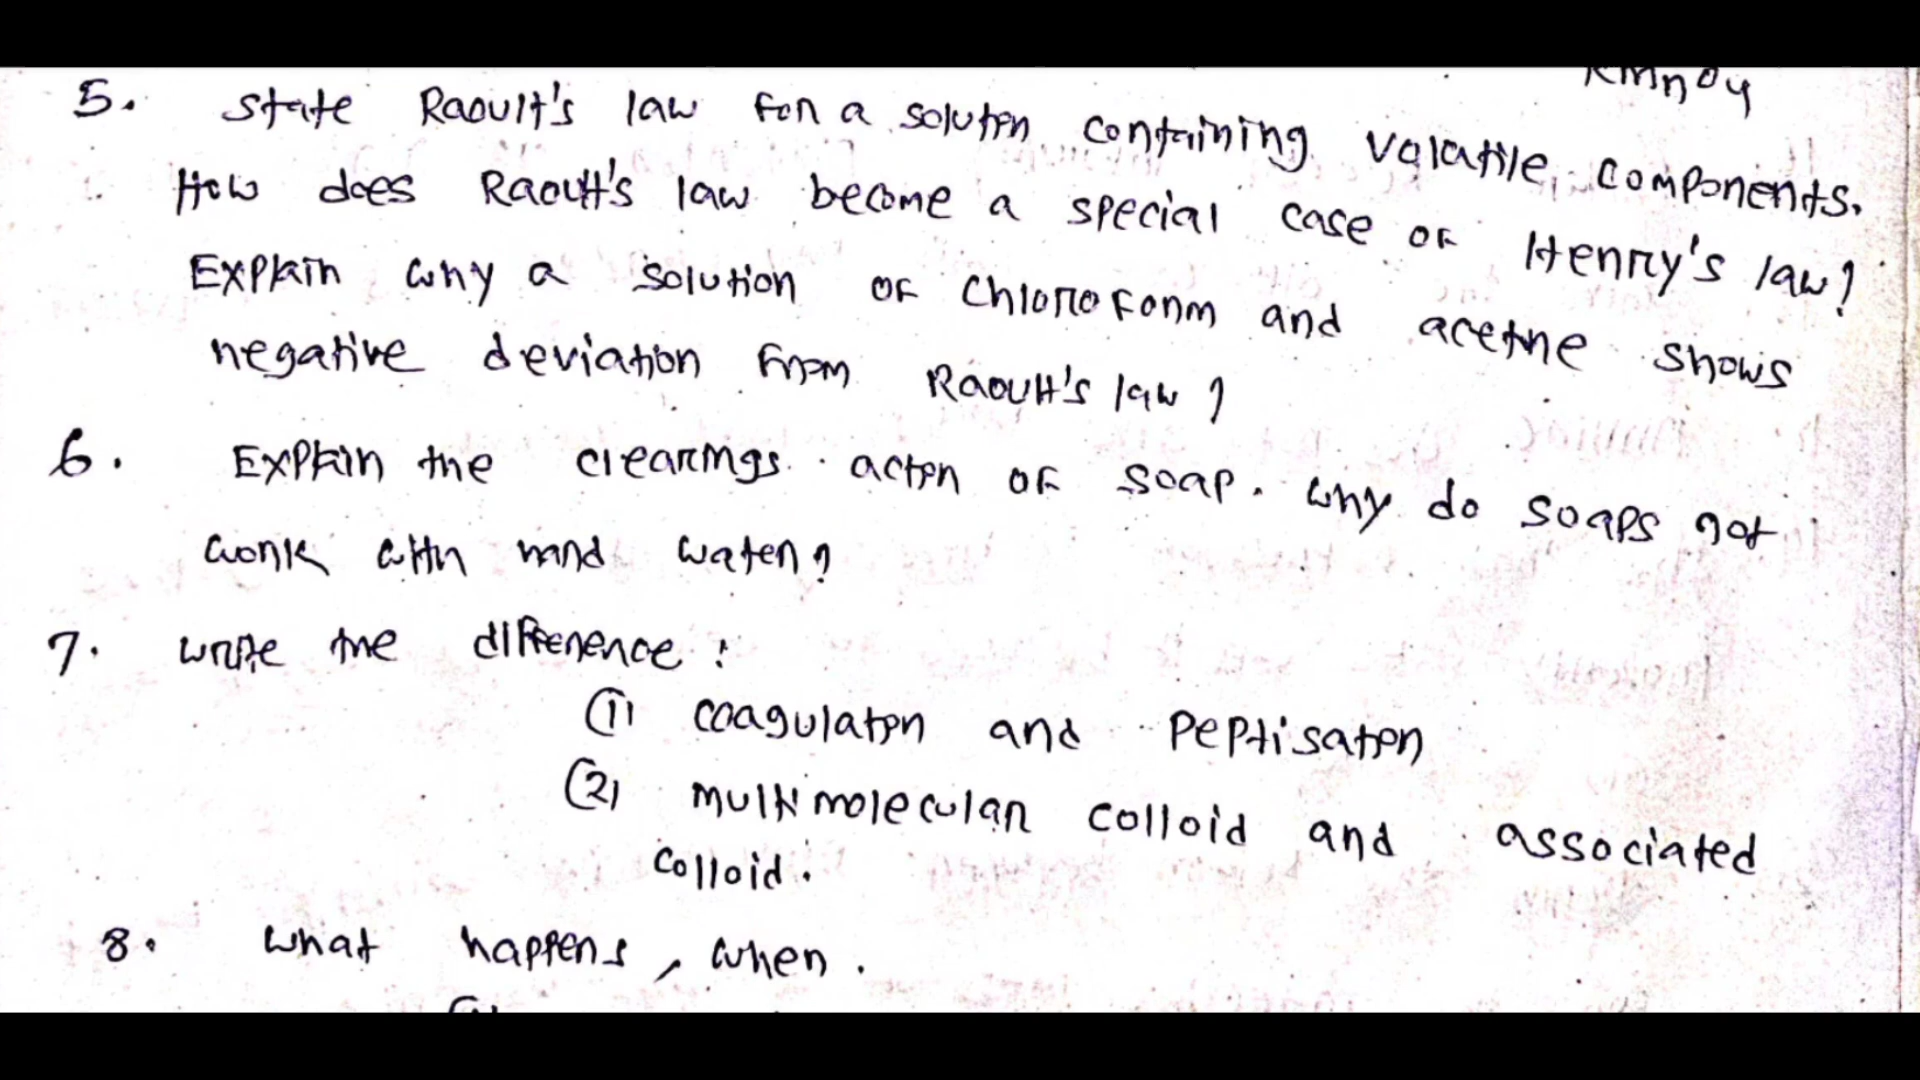 KMnO4
5. State Raoult's law for a solution containing volatile components.
How does Raoult's law become a special case of Henry's law?
Explain why a solution of chloroform and acetone shows
negative deviation from Raoult's law?
6. Explain the cleansing action of soap. Why do soaps not
work with hard water?
7. write the difference:
(1) coagulation and Peptisation
(2) multimolecular colloid and associated
colloid.
8. what happens, when.